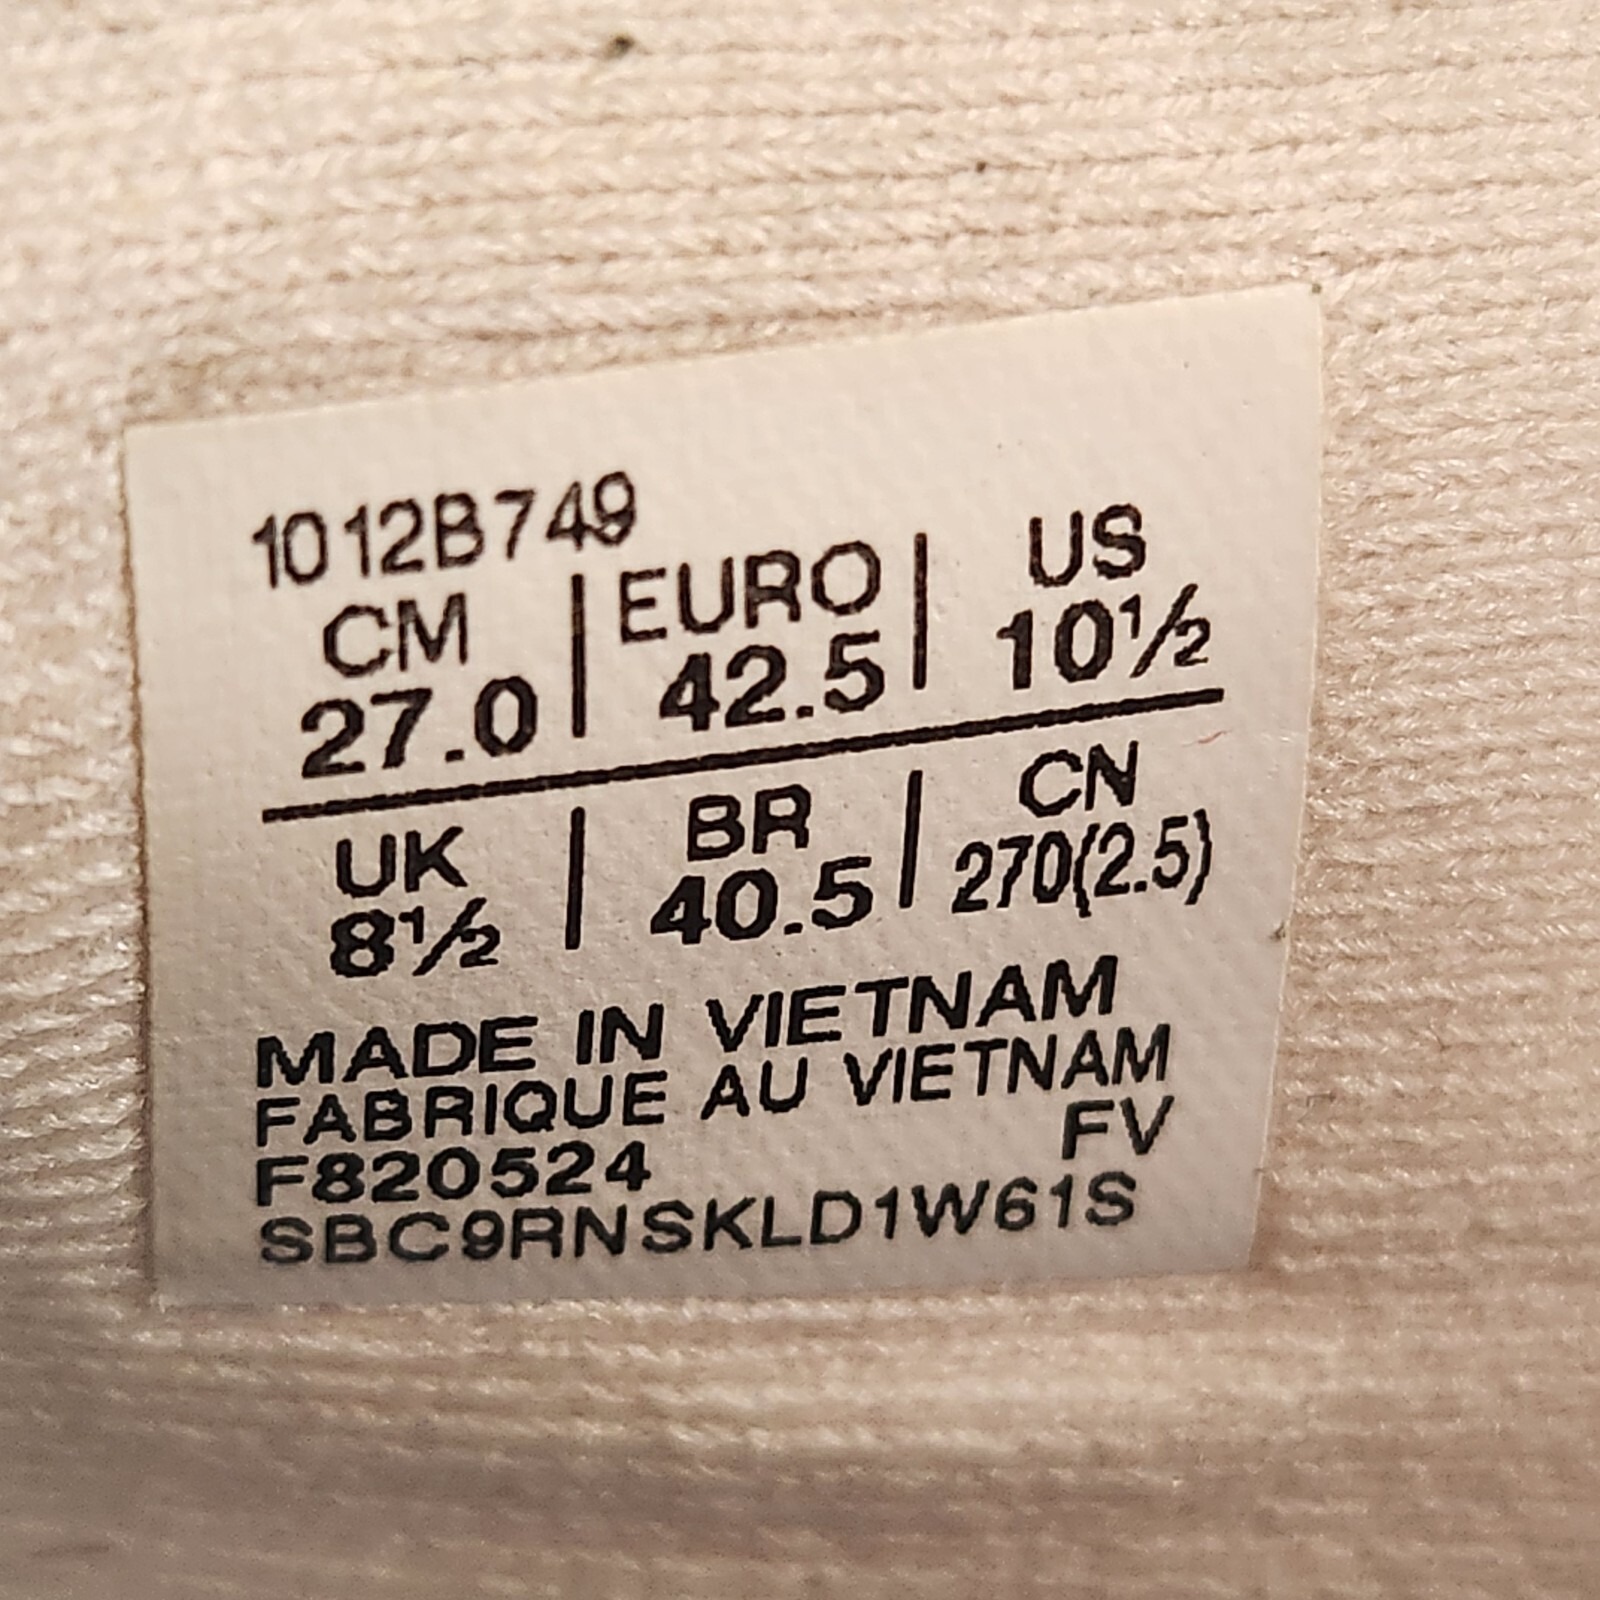 1012B749
CM | EURO | US
27.0 | 42.5 | 10½
UK | BR | CN
8½ | 40.5 | 270(2.5)
MADE IN VIETNAM
FABRIQUE AU VIETNAM
F820524 FV
SBC9RNSKLD1W61S